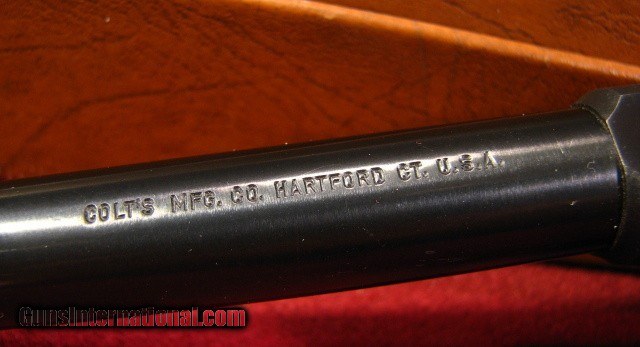 COLT'S MFG. CO. HARTFORD CT. U.S.A.
GunsInternational.com